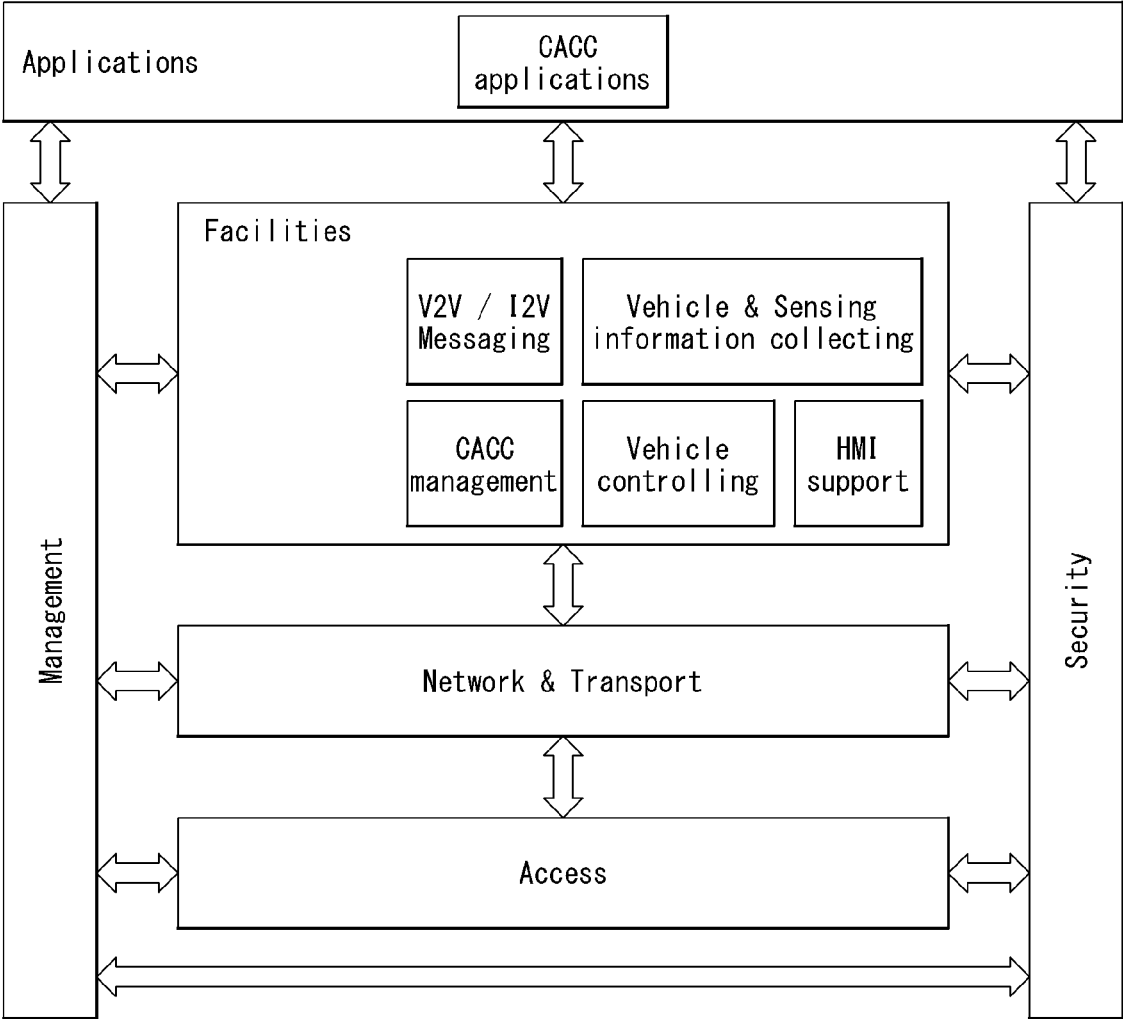 Applications
CACC
applications
Facilities
V2V / I2V
Messaging
Vehicle & Sensing
information collecting
CACC
management
Vehicle
controlling
HMI
support
Management
Network & Transport
Security
Access